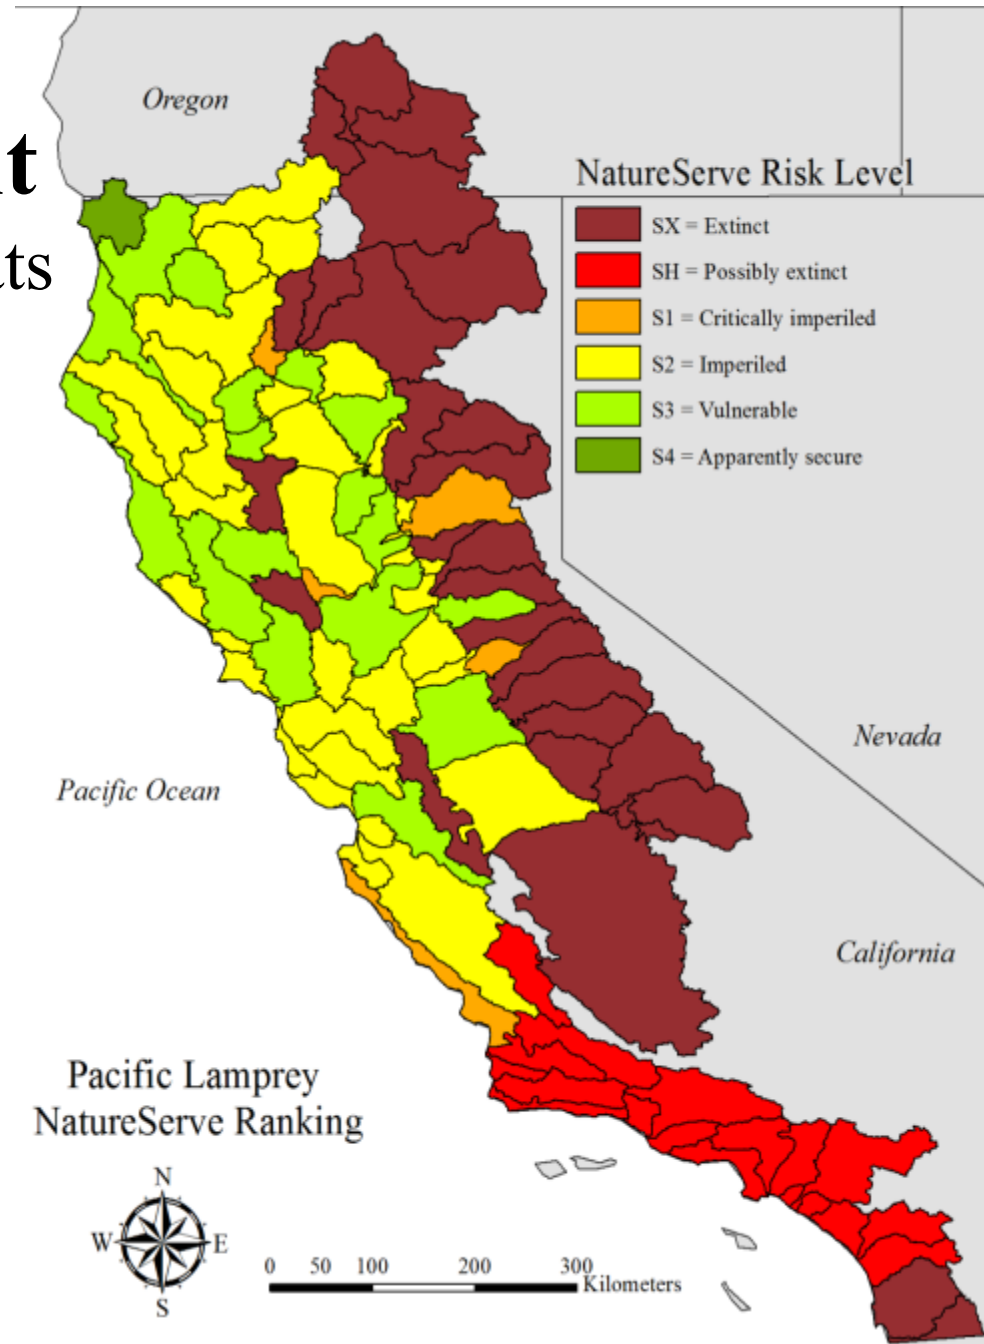 Oregon
t
ts
NatureServe Risk Level
SX = Extinct
SH = Possibly extinct
S1 = Critically imperiled
S2 = Imperiled
S3 = Vulnerable
S4 = Apparently secure
Nevada
Pacific Ocean
California
Pacific Lamprey
NatureServe Ranking
N
W E
S
0 50 100 200 300
Kilometers